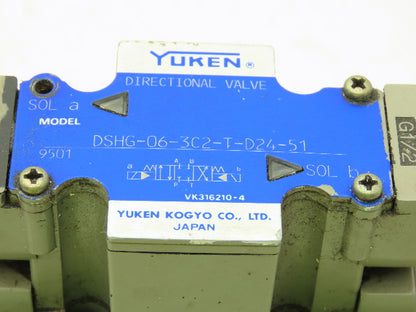 YUKEN®
DIRECTIONAL VALVE
SOL a
MODEL
DSHG-06-3C2-T-D24-51
9501
a A B b
P T
SOL b
VK316210-4
YUKEN KOGYO CO., LTD.
JAPAN